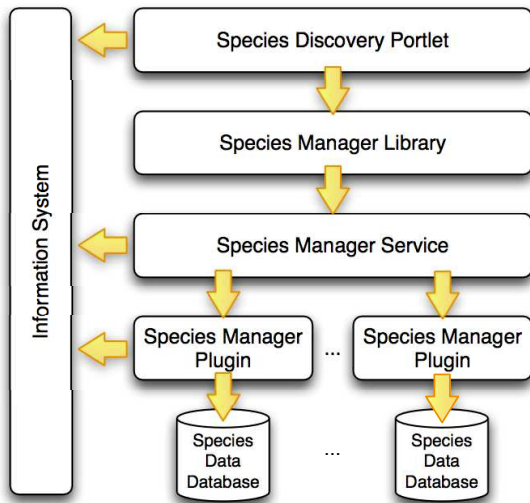 Information System
Species Discovery Portlet
Species Manager Library
Species Manager Service
Species Manager
Plugin
...
Species Manager
Plugin
Species
Data
Database
...
Species
Data
Database